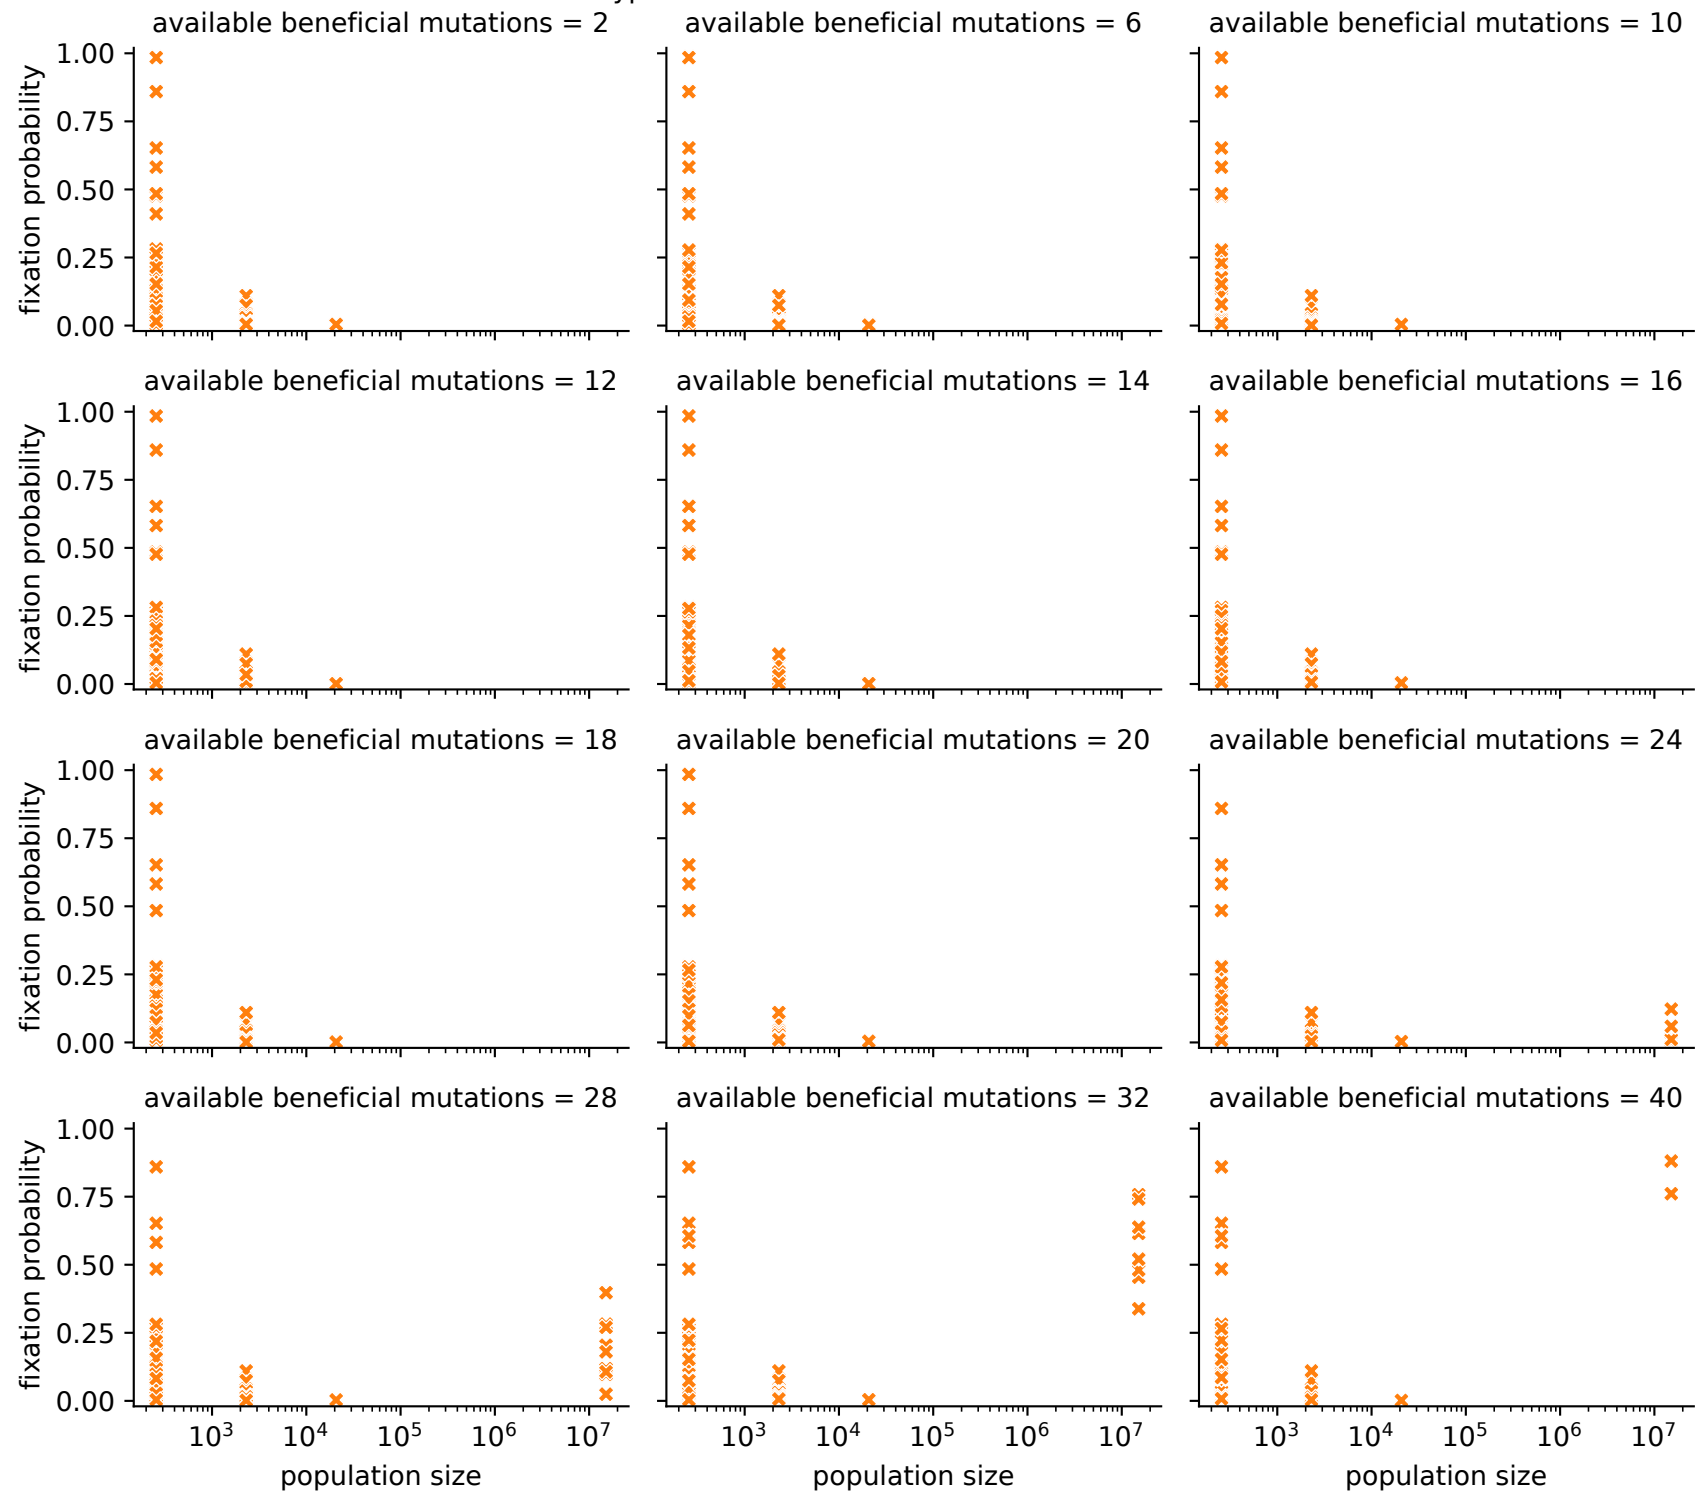 available beneficial mutations = 2
available beneficial mutations = 6
available beneficial mutations = 10
fixation probability
1.00
0.75
0.50
0.25
0.00
available beneficial mutations = 12
available beneficial mutations = 14
available beneficial mutations = 16
fixation probability
1.00
0.75
0.50
0.25
0.00
available beneficial mutations = 18
available beneficial mutations = 20
available beneficial mutations = 24
fixation probability
1.00
0.75
0.50
0.25
0.00
available beneficial mutations = 28
available beneficial mutations = 32
available beneficial mutations = 40
fixation probability
1.00
0.75
0.50
0.25
0.00
10³ 10⁴ 10⁵ 10⁶ 10⁷
10³ 10⁴ 10⁵ 10⁶ 10⁷
10³ 10⁴ 10⁵ 10⁶ 10⁷
population size
population size
population size